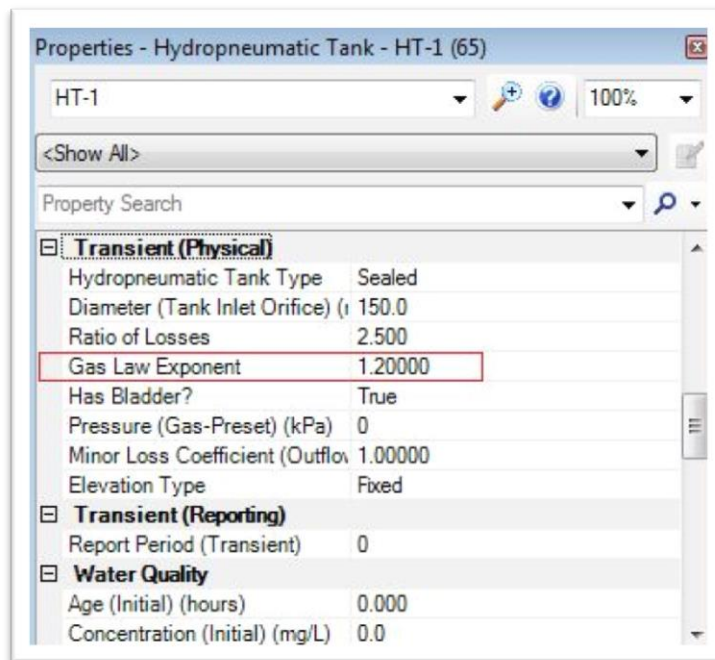 Properties - Hydropneumatic Tank - HT-1 (65)
HT-1 100%
<Show All>
Property Search
Transient (Physical)
Hydropneumatic Tank Type Sealed
Diameter (Tank Inlet Orifice) (r 150.0
Ratio of Losses 2.500
Gas Law Exponent 1.20000
Has Bladder? True
Pressure (Gas-Preset) (kPa) 0
Minor Loss Coefficient (Outflov 1.00000
Elevation Type Fixed
Transient (Reporting)
Report Period (Transient) 0
Water Quality
Age (Initial) (hours) 0.000
Concentration (Initial) (mg/L) 0.0